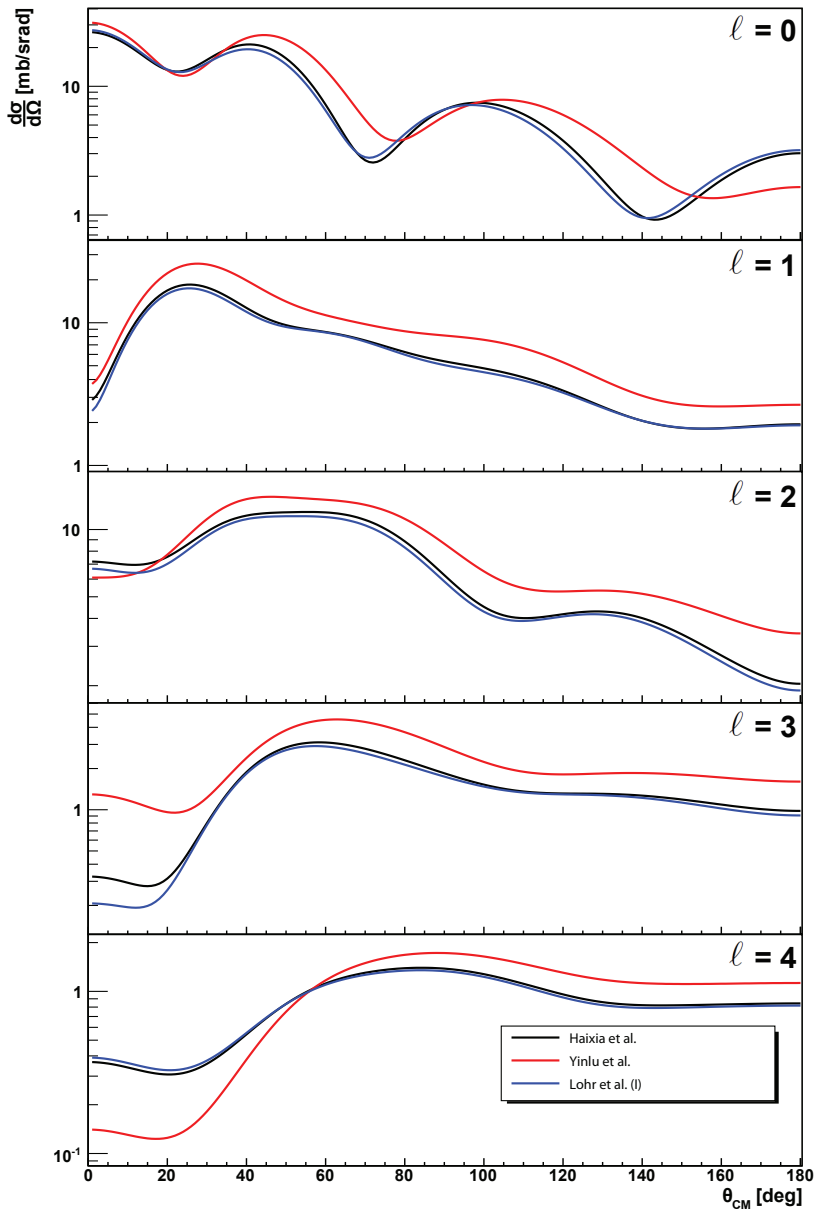 dσ/dΩ [mb/srad]
ℓ = 0
10
1
ℓ = 1
10
1
ℓ = 2
10
ℓ = 3
1
ℓ = 4
1
10⁻¹
Haixia et al.
Yinlu et al.
Lohr et al. (I)
0 20 40 60 80 100 120 140 160 180
θCM [deg]